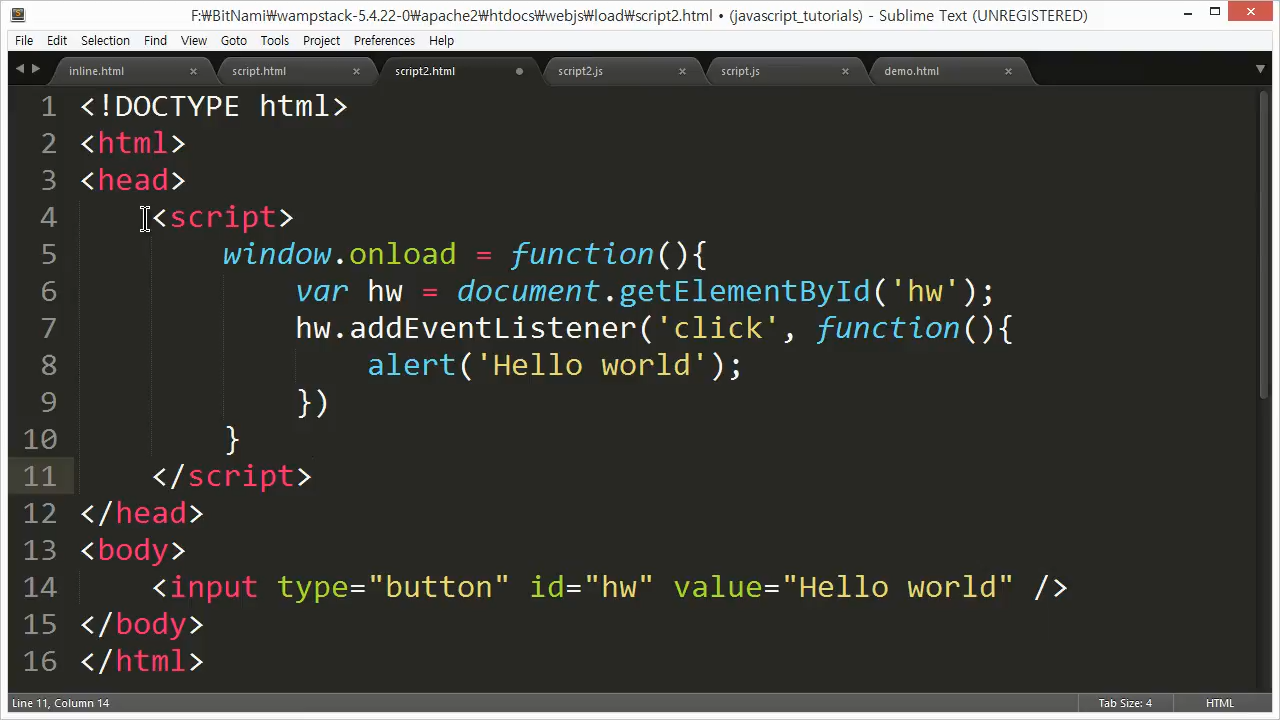 F:₩BitNami₩wampstack-5.4.22-0₩apache2₩htdocs₩webjs₩load₩script2.html • (javascript_tutorials) - Sublime Text (UNREGISTERED)
File Edit Selection Find View Goto Tools Project Preferences Help
inline.html script.html script2.html script2.js script.js demo.html
1 <!DOCTYPE html>
2 <html>
3 <head>
4 <script>
5 window.onload = function(){
6 var hw = document.getElementById('hw');
7 hw.addEventListener('click', function(){
8 alert('Hello world');
9 })
10 }
11 </script>
12 </head>
13 <body>
14 <input type="button" id="hw" value="Hello world" />
15 </body>
16 </html>
Line 11, Column 14 Tab Size: 4 HTML